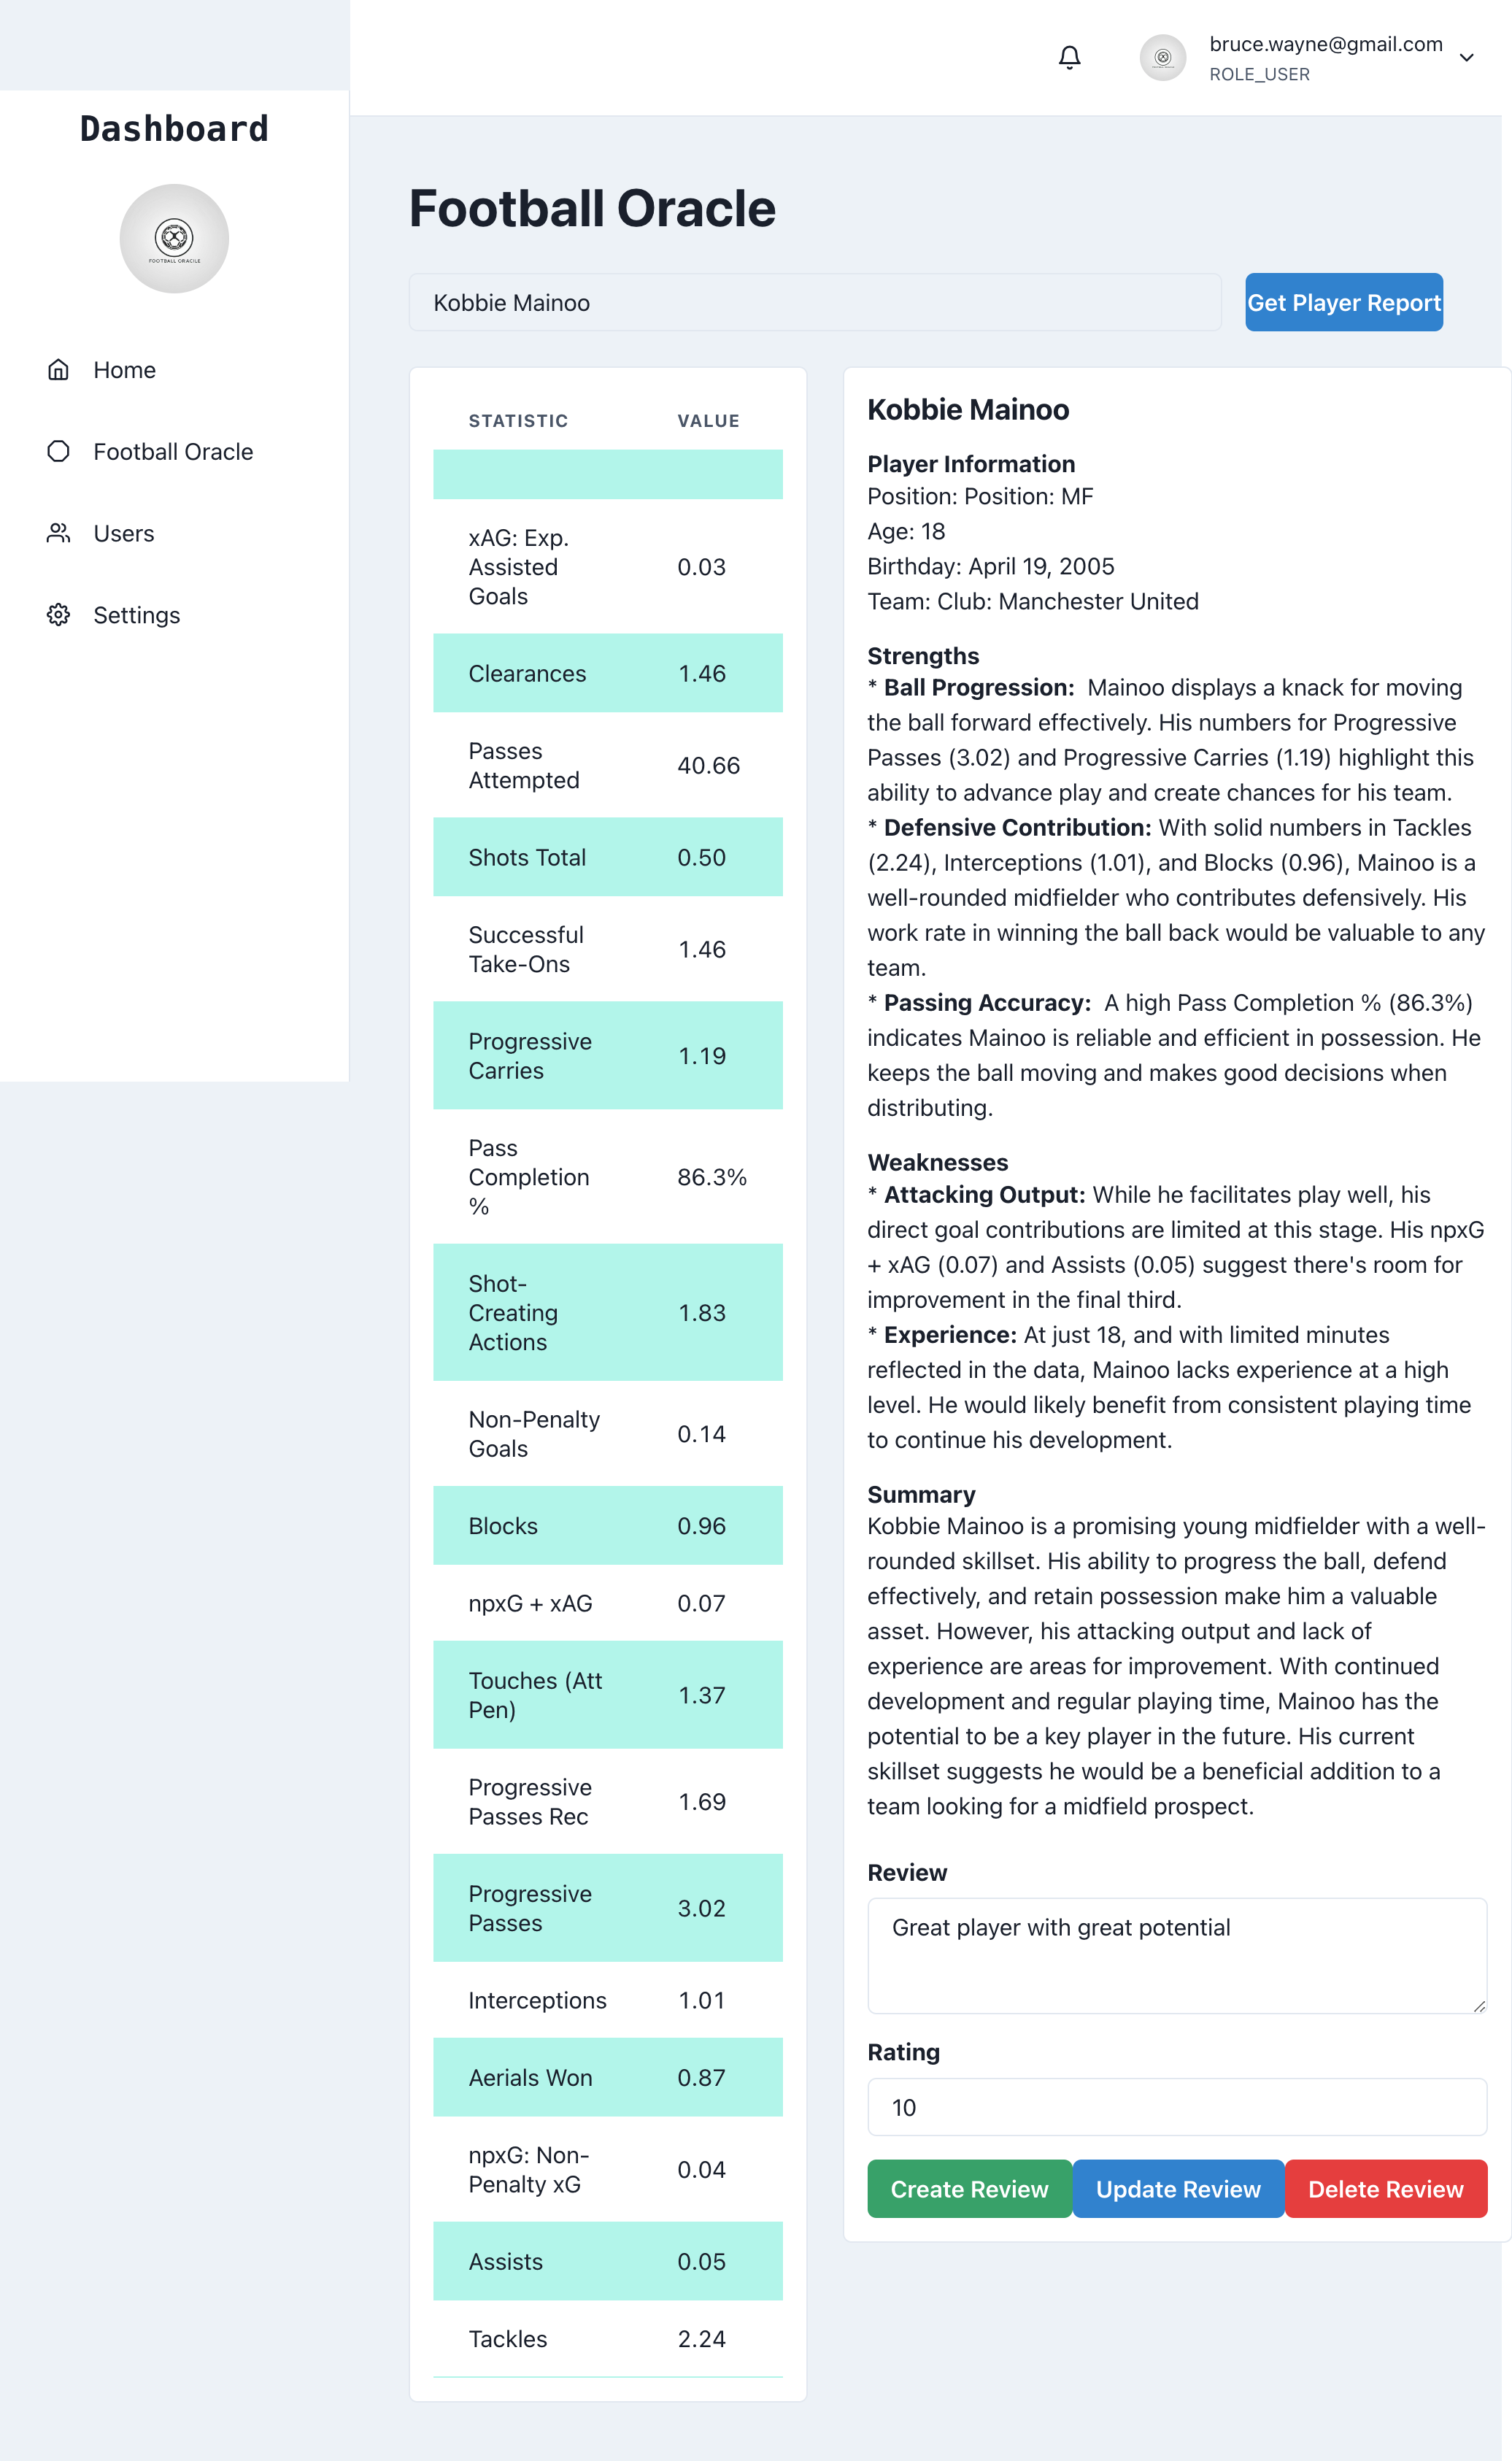 bruce.wayne@gmail.com
ROLE_USER
Dashboard
FOOTBALL ORACILE
Home
Football Oracle
Users
Settings
Football Oracle
Kobbie Mainoo
Get Player Report
STATISTIC VALUE
xAG: Exp.
Assisted
Goals
0.03
Clearances 1.46
Passes
Attempted
40.66
Shots Total 0.50
Successful
Take-Ons
1.46
Progressive
Carries
1.19
Pass
Completion
%
86.3%
Shot-
Creating
Actions
1.83
Non-Penalty
Goals
0.14
Blocks 0.96
npxG + xAG 0.07
Touches (Att
Pen)
1.37
Progressive
Passes Rec
1.69
Progressive
Passes
3.02
Interceptions 1.01
Aerials Won 0.87
npxG: Non-
Penalty xG
0.04
Assists 0.05
Tackles 2.24
Kobbie Mainoo
Player Information
Position: Position: MF
Age: 18
Birthday: April 19, 2005
Team: Club: Manchester United
Strengths
* Ball Progression: Mainoo displays a knack for moving
the ball forward effectively. His numbers for Progressive
Passes (3.02) and Progressive Carries (1.19) highlight this
ability to advance play and create chances for his team.
* Defensive Contribution: With solid numbers in Tackles
(2.24), Interceptions (1.01), and Blocks (0.96), Mainoo is a
well-rounded midfielder who contributes defensively. His
work rate in winning the ball back would be valuable to any
team.
* Passing Accuracy: A high Pass Completion % (86.3%)
indicates Mainoo is reliable and efficient in possession. He
keeps the ball moving and makes good decisions when
distributing.
Weaknesses
* Attacking Output: While he facilitates play well, his
direct goal contributions are limited at this stage. His npxG
+ xAG (0.07) and Assists (0.05) suggest there's room for
improvement in the final third.
* Experience: At just 18, and with limited minutes
reflected in the data, Mainoo lacks experience at a high
level. He would likely benefit from consistent playing time
to continue his development.
Summary
Kobbie Mainoo is a promising young midfielder with a well-
rounded skillset. His ability to progress the ball, defend
effectively, and retain possession make him a valuable
asset. However, his attacking output and lack of
experience are areas for improvement. With continued
development and regular playing time, Mainoo has the
potential to be a key player in the future. His current
skillset suggests he would be a beneficial addition to a
team looking for a midfield prospect.
Review
Great player with great potential
Rating
10
Create Review Update Review Delete Review